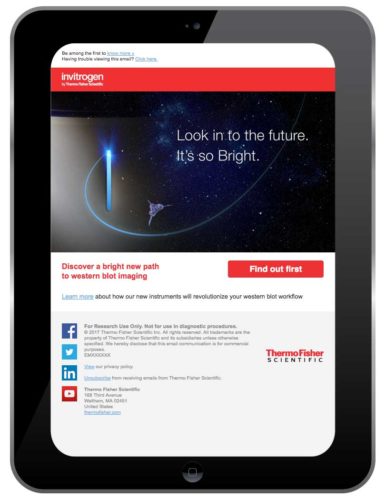 Be among the first to know here »
Having trouble viewing this email? Click here.
invitrogen
by Thermo Fisher Scientific
Look in to the future.
It's so Bright.
Discover a bright new path
to western blot imaging
Find out first
Learn more about how our new instruments will revolutionize your western blot workflow
For Research Use Only. Not for use in diagnostic procedures.
© 2017 Thermo Fisher Scientific Inc. All rights reserved. All trademarks are the
property of Thermo Fisher Scientific and its subsidiaries unless otherwise
specified. We hereby disclose that this email communication is for commercial
purposes.
EMXXXXXX
View our privacy policy.
Unsubscribe from receiving emails from Thermo Fisher Scientific
Thermo Fisher Scientific
168 Third Avenue
Waltham, MA 02451
United States
thermofisher.com
ThermoFisher
SCIENTIFIC